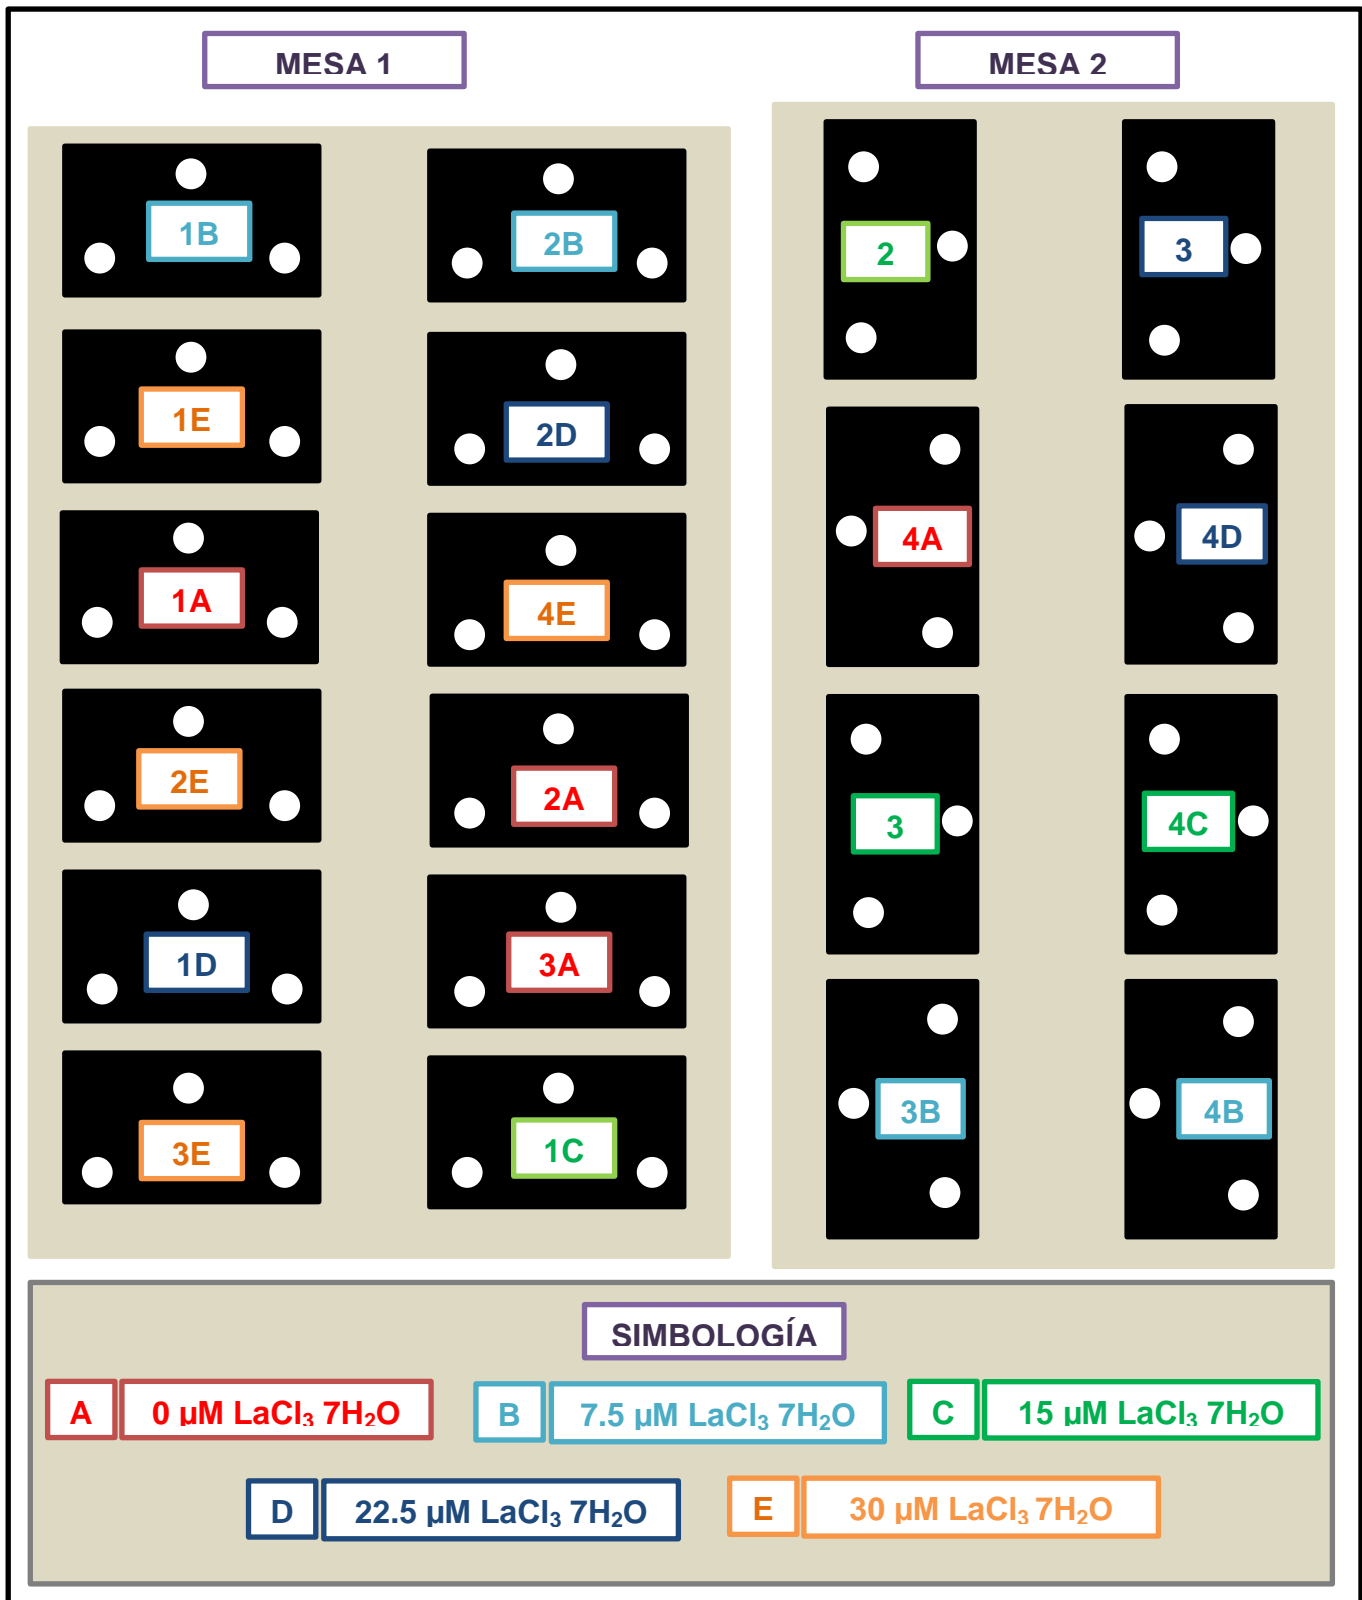 MESA 1
1B
2B
1E
2D
1A
4E
2E
2A
1D
3A
3E
1C
MESA 2
2
3
4A
4D
3
4C
3B
4B
SIMBOLOGÍA
A 0 µM LaCl₃ 7H₂O
B 7.5 µM LaCl₃ 7H₂O
C 15 µM LaCl₃ 7H₂O
D 22.5 µM LaCl₃ 7H₂O
E 30 µM LaCl₃ 7H₂O